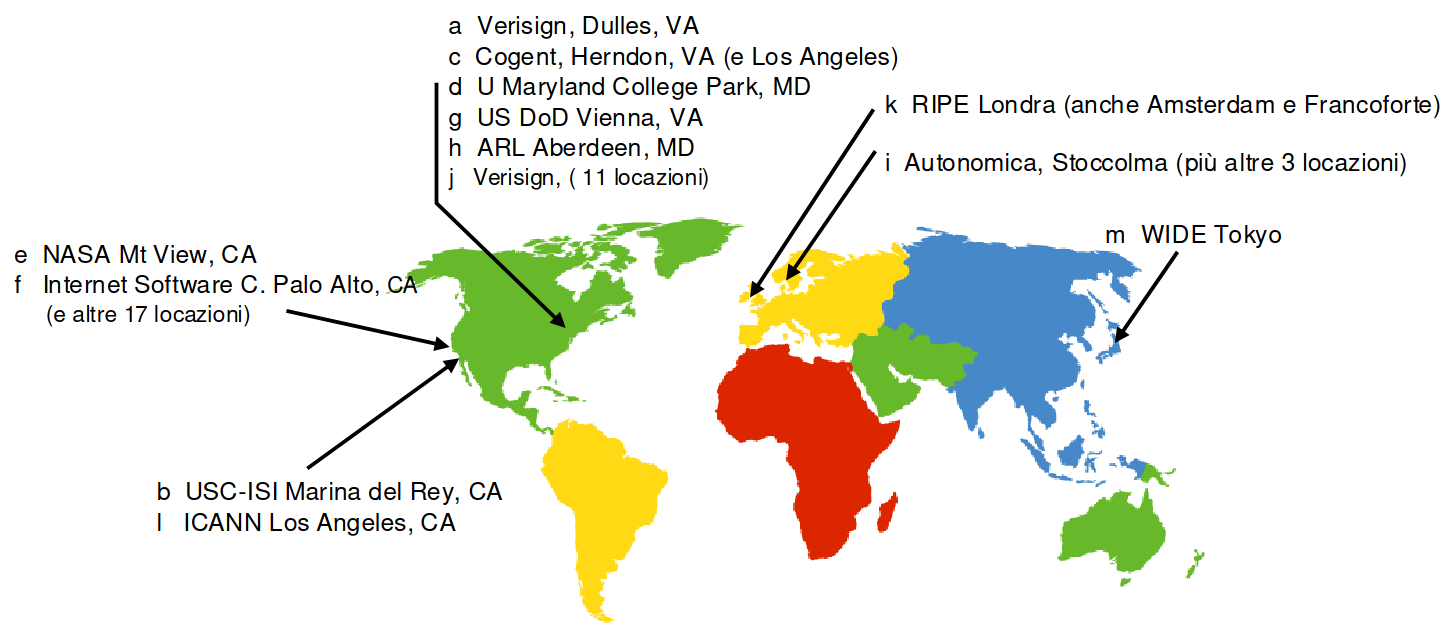 a Verisign, Dulles, VA
c Cogent, Herndon, VA (e Los Angeles)
d U Maryland College Park, MD
g US DoD Vienna, VA
h ARL Aberdeen, MD
j Verisign, ( 11 locazioni)
k RIPE Londra (anche Amsterdam e Francoforte)
i Autonomica, Stoccolma (più altre 3 locazioni)
m WIDE Tokyo
e NASA Mt View, CA
f Internet Software C. Palo Alto, CA
(e altre 17 locazioni)
b USC-ISI Marina del Rey, CA
l ICANN Los Angeles, CA